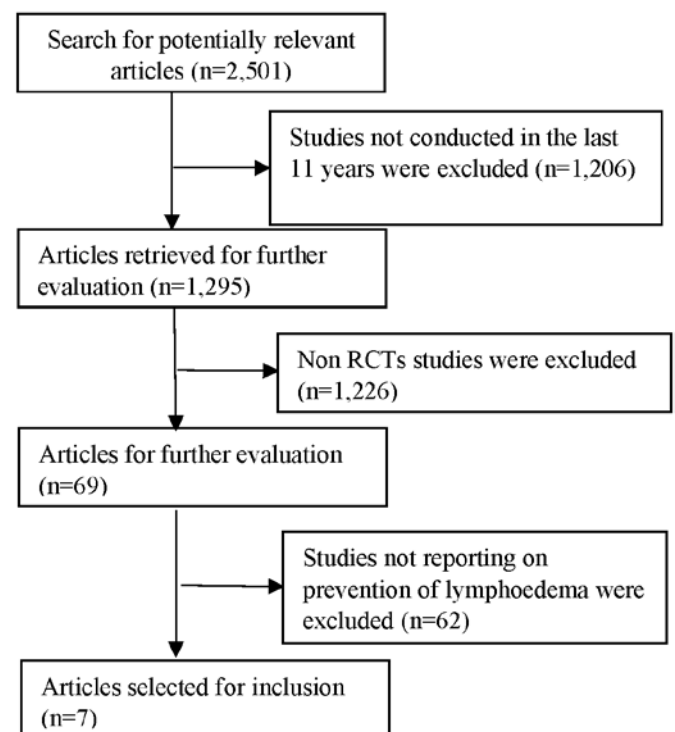 Search for potentially relevant
articles (n=2,501)
Studies not conducted in the last
11 years were excluded (n=1,206)
Articles retrieved for further
evaluation (n=1,295)
Non RCTs studies were excluded
(n=1,226)
Articles for further evaluation
(n=69)
Studies not reporting on
prevention of lymphoedema were
excluded (n=62)
Articles selected for inclusion
(n=7)